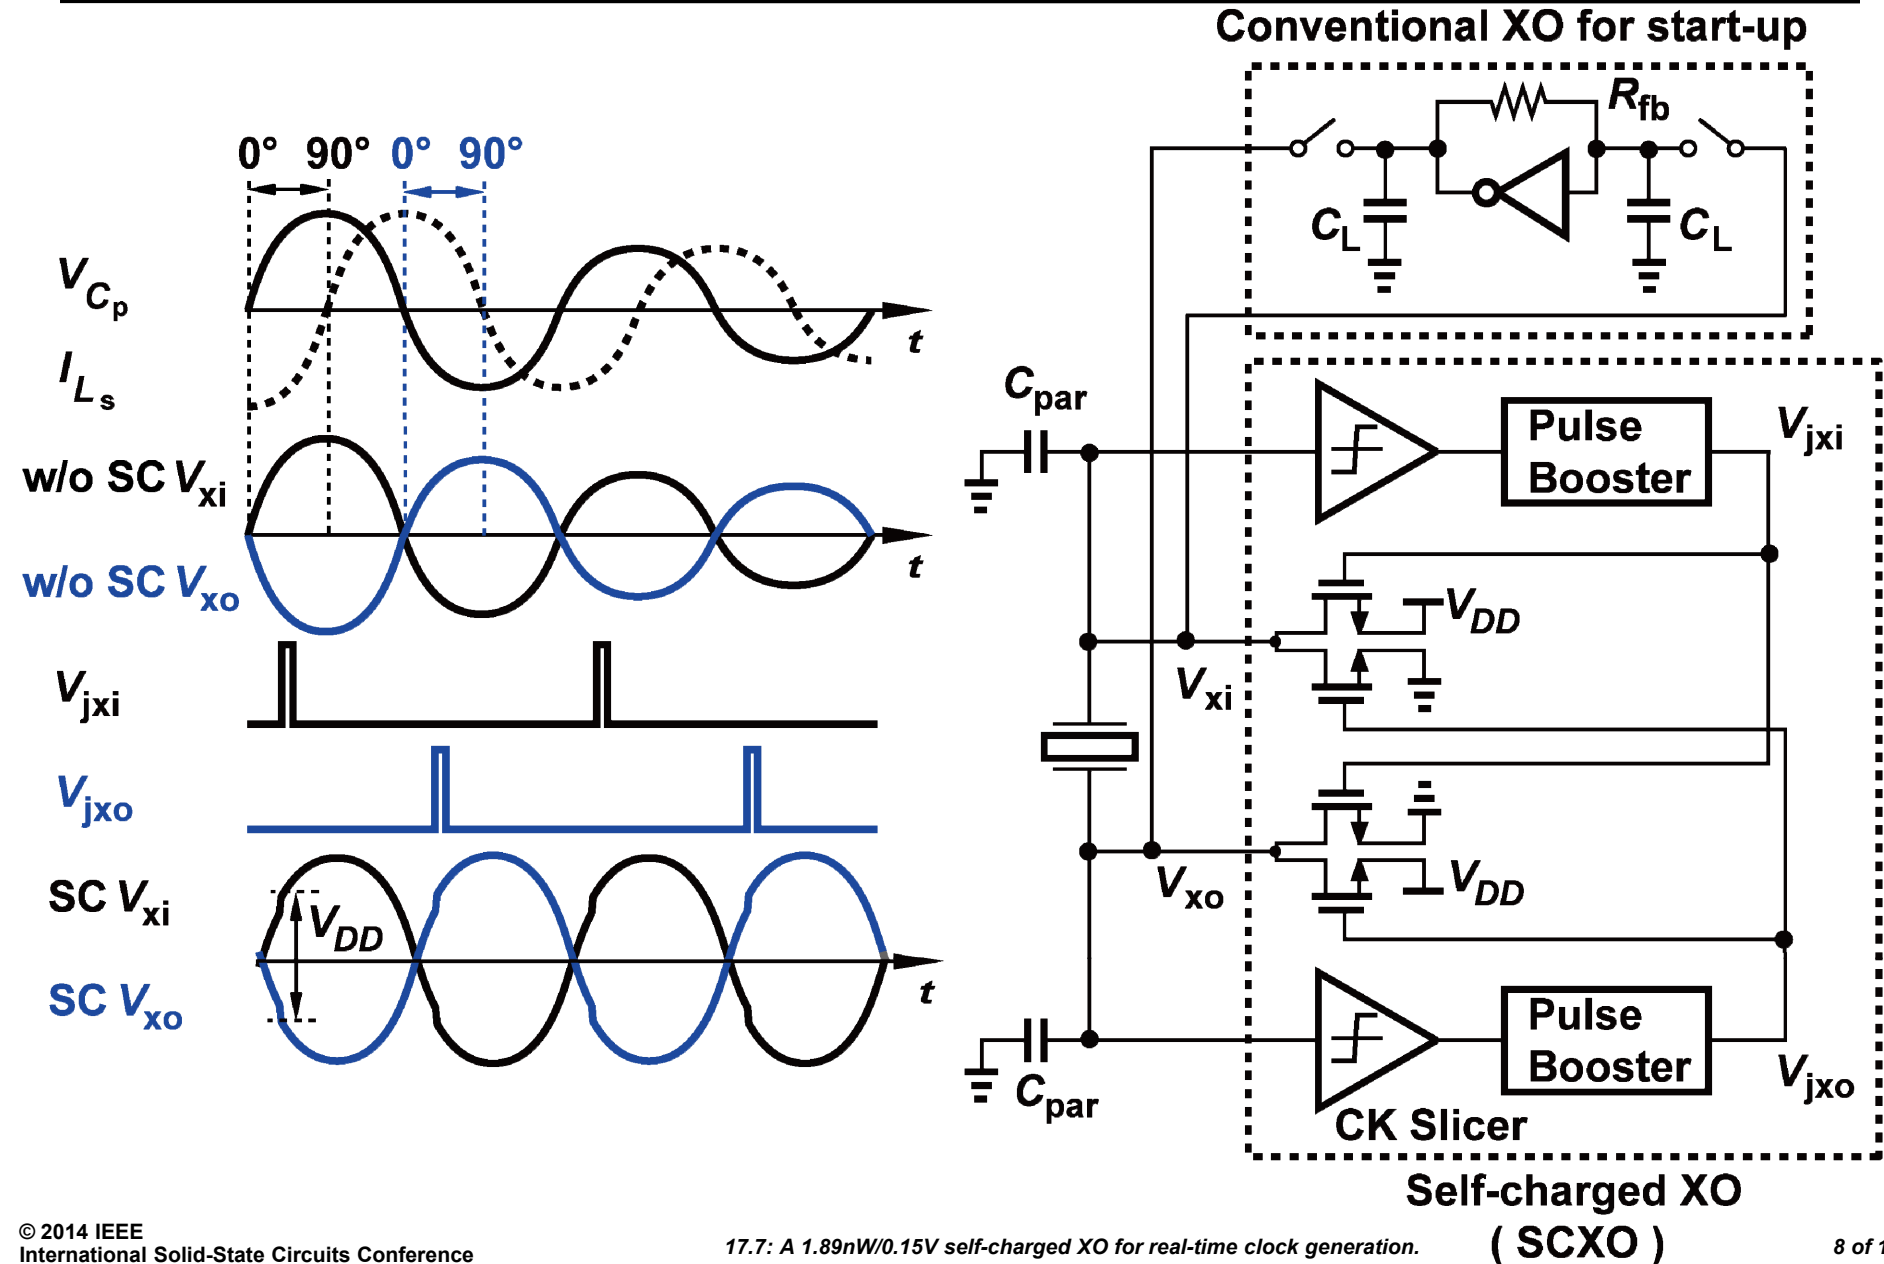 Conventional XO for start-up
Rfb
CL
CL
0° 90° 0° 90°
VCp
ILs
t
w/o SC Vxi
w/o SC Vxo
t
Vjxi
Vjxo
SC Vxi
VDD
SC Vxo
t
Cpar
Pulse
Booster
Vjxi
VDD
Vxi
Vxo
VDD
Cpar
Pulse
Booster
Vjxo
CK Slicer
Self-charged XO
( SCXO )
© 2014 IEEE
International Solid-State Circuits Conference
17.7: A 1.89nW/0.15V self-charged XO for real-time clock generation.
8 of 1